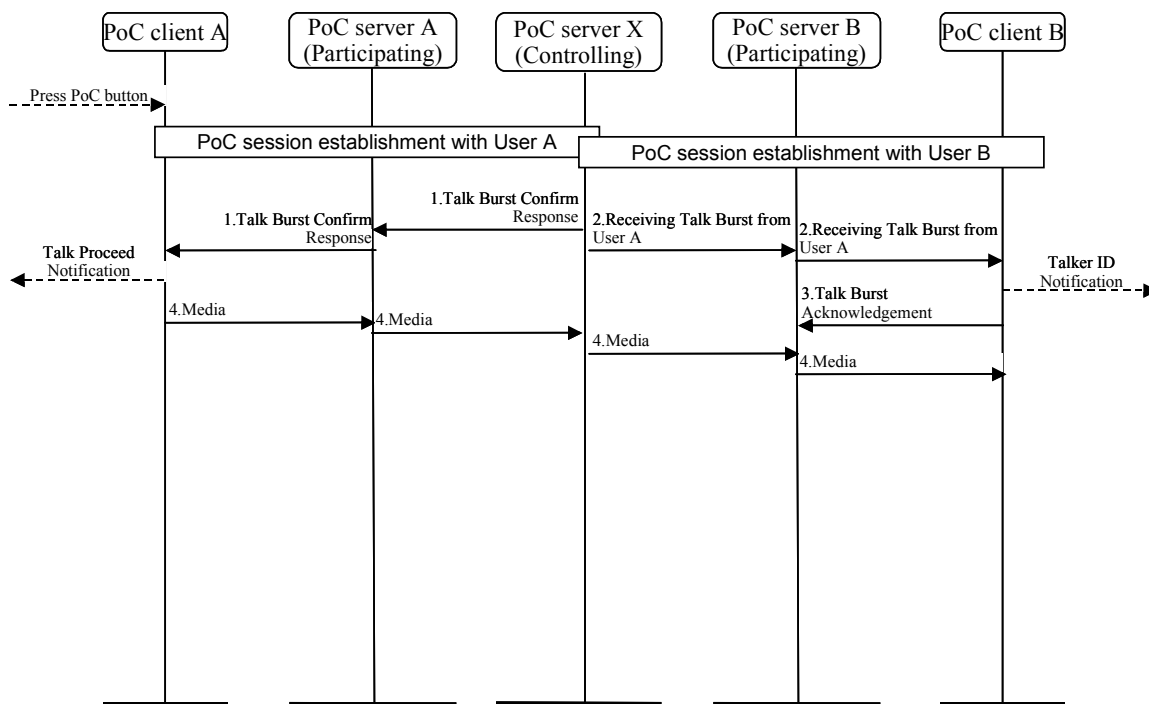 PoC client A
PoC server A
(Participating)
PoC server X
(Controlling)
PoC server B
(Participating)
PoC client B
Press PoC button
PoC session establishment with User A
PoC session establishment with User B
1.Talk Burst Confirm
Response
1.Talk Burst Confirm
Response
2.Receiving Talk Burst from
User A
2.Receiving Talk Burst from
User A
Talk Proceed
Notification
Talker ID
Notification
3.Talk Burst
Acknowledgement
4.Media
4.Media
4.Media
4.Media